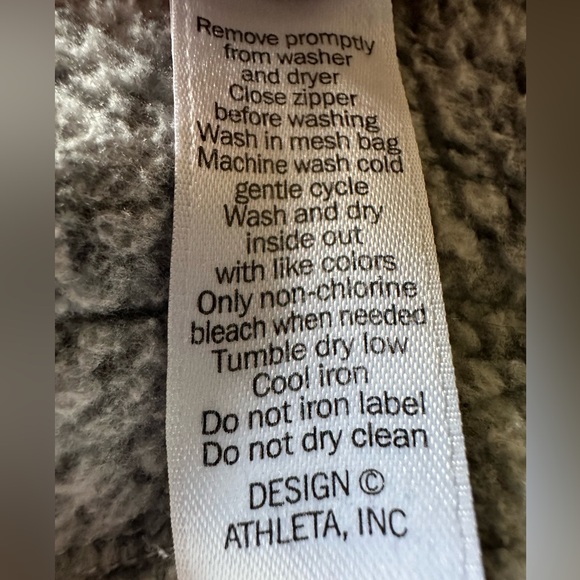 Remove promptly
from washer
and dryer
Close zipper
before washing
Wash in mesh bag
Machine wash cold
gentle cycle
Wash and dry
inside out
with like colors
Only non-chlorine
bleach when needed
Tumble dry low
Cool iron
Do not iron label
Do not dry clean
DESIGN ©
ATHLETA, INC